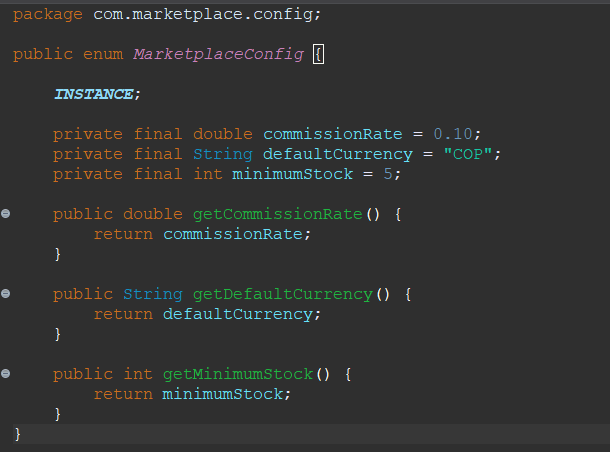 package com.marketplace.config;
public enum MarketplaceConfig {
INSTANCE;
private final double commissionRate = 0.10;
private final String defaultCurrency = "COP";
private final int minimumStock = 5;
public double getCommissionRate() {
return commissionRate;
}
public String getDefaultCurrency() {
return defaultCurrency;
}
public int getMinimumStock() {
return minimumStock;
}
}